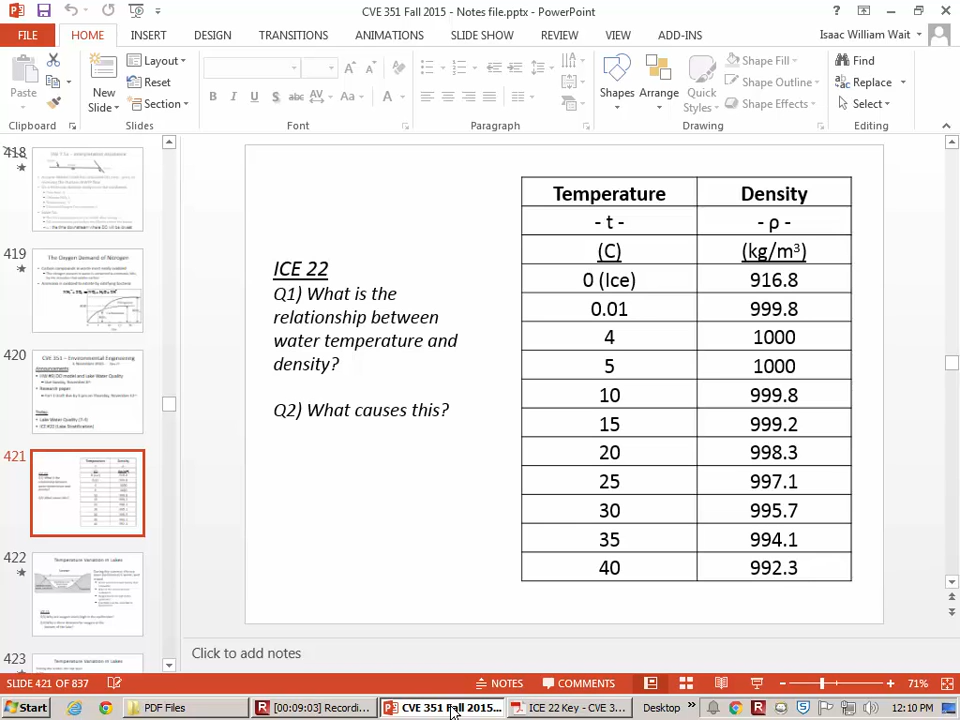 CVE 351 Fall 2015 - Notes file.pptx - PowerPoint
FILE HOME INSERT DESIGN TRANSITIONS ANIMATIONS SLIDE SHOW REVIEW VIEW ADD-INS Isaac William Wait
Paste
New Slide
Layout
Reset
Section
B I U S abc AV Aa A
Shapes Arrange Quick Styles
Shape Fill
Shape Outline
Shape Effects
Find
Replace
Select
Clipboard Slides Font Paragraph Drawing Editing
418
419
The Oxygen Demand of Nitrogen
420
CVE 351 – Environmental Engineering
421
422
Temperature Variation in Lakes
423
Temperature Variation in Lakes
ICE 22
Q1) What is the
relationship between
water temperature and
density?
Q2) What causes this?
Temperature Density
- t - - ρ -
(C) (kg/m³)
0 (Ice) 916.8
0.01 999.8
4 1000
5 1000
10 999.8
15 999.2
20 998.3
25 997.1
30 995.7
35 994.1
40 992.3
Click to add notes
SLIDE 421 OF 837 NOTES COMMENTS 71%
Start PDF Files [00:09:03] Recordi... CVE 351 Fall 2015... ICE 22 Key - CVE 3... Desktop 12:10 PM